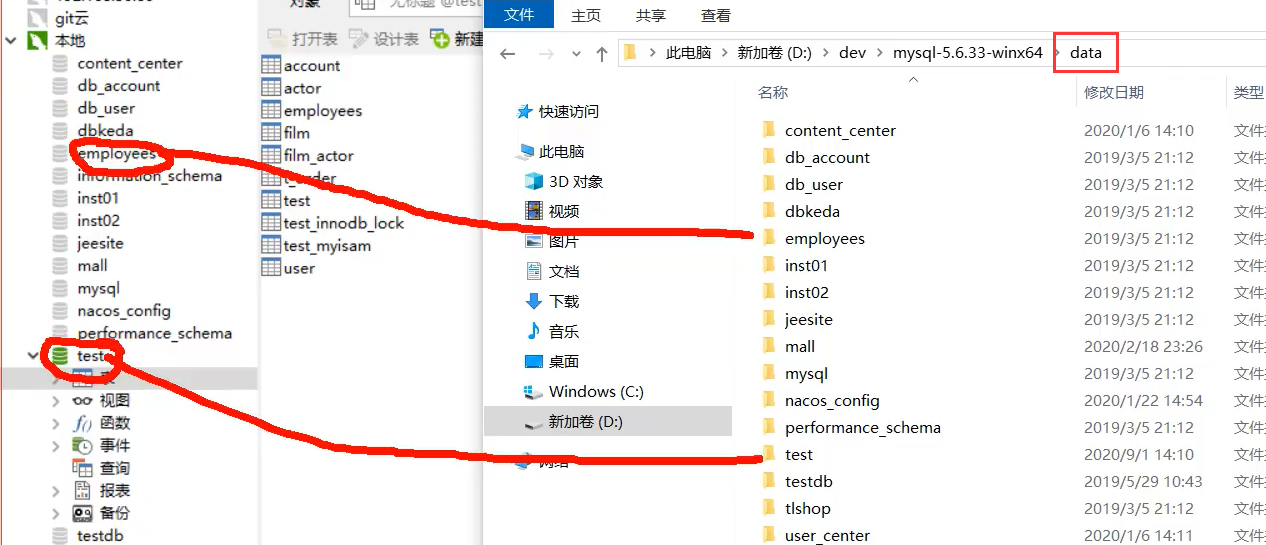 git云
本地
content_center
db_account
db_user
dbkeda
employees
information_schema
inst01
inst02
jeesite
mall
mysql
nacos_config
performance_schema
test
表
视图
函数
事件
查询
报表
备份
testdb
对象
无标题 @test
打开表 设计表 新建
account
actor
employees
film
film_actor
t_order
test
test_innodb_lock
test_myisam
user
文件 主页 共享 查看
此电脑 新加卷 (D:) dev mysql-5.6.33-winx64 data
快速访问
此电脑
3D 对象
视频
图片
文档
下载
音乐
桌面
Windows (C:)
新加卷 (D:)
网络
名称 修改日期 类型
content_center 2020/1/6 14:10 文件
db_account 2019/3/5 21:12 文件
db_user 2019/3/5 21:12 文件
dbkeda 2019/3/5 21:12 文件
employees 2019/3/5 21:12 文件
inst01 2019/3/5 21:12 文件
inst02 2019/3/5 21:12 文件
jeesite 2019/3/5 21:12 文件
mall 2020/2/18 23:26 文件
mysql 2019/3/5 21:12 文件
nacos_config 2020/1/22 14:54 文件
performance_schema 2019/3/5 21:12 文件
test 2020/9/1 14:10 文件
testdb 2019/5/29 10:43 文件
tlshop 2019/3/5 21:12 文件
user_center 2020/1/6 14:11 文件